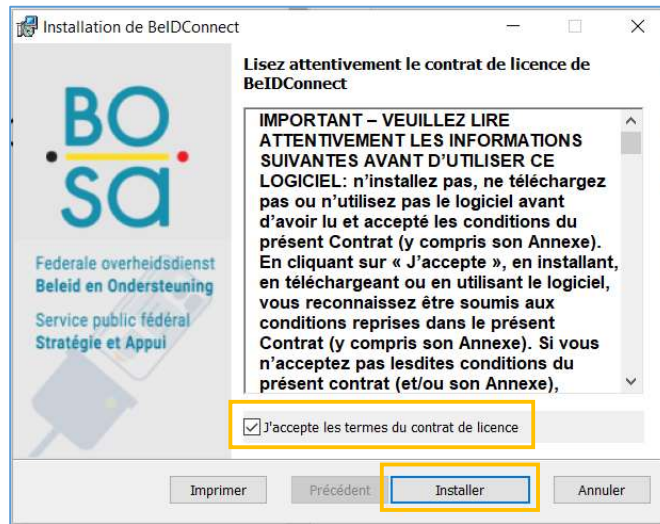 Installation de BeIDConnect
Lisez attentivement le contrat de licence de
BeIDConnect
BO
SA
Federale overheidsdienst
Beleid en Ondersteuning
Service public fédéral
Stratégie et Appui
IMPORTANT – VEUILLEZ LIRE
ATTENTIVEMENT LES INFORMATIONS
SUIVANTES AVANT D’UTILISER CE
LOGICIEL: n’installez pas, ne téléchargez
pas ou n’utilisez pas le logiciel avant
d’avoir lu et accepté les conditions du
présent Contrat (y compris son Annexe).
En cliquant sur « J’accepte », en installant,
en téléchargeant ou en utilisant le logiciel,
vous reconnaissez être soumis aux
conditions reprises dans le présent
Contrat (y compris son Annexe). Si vous
n’acceptez pas lesdites conditions du
présent contrat (et/ou son Annexe),
J'accepte les termes du contrat de licence
Imprimer
Précédent
Installer
Annuler